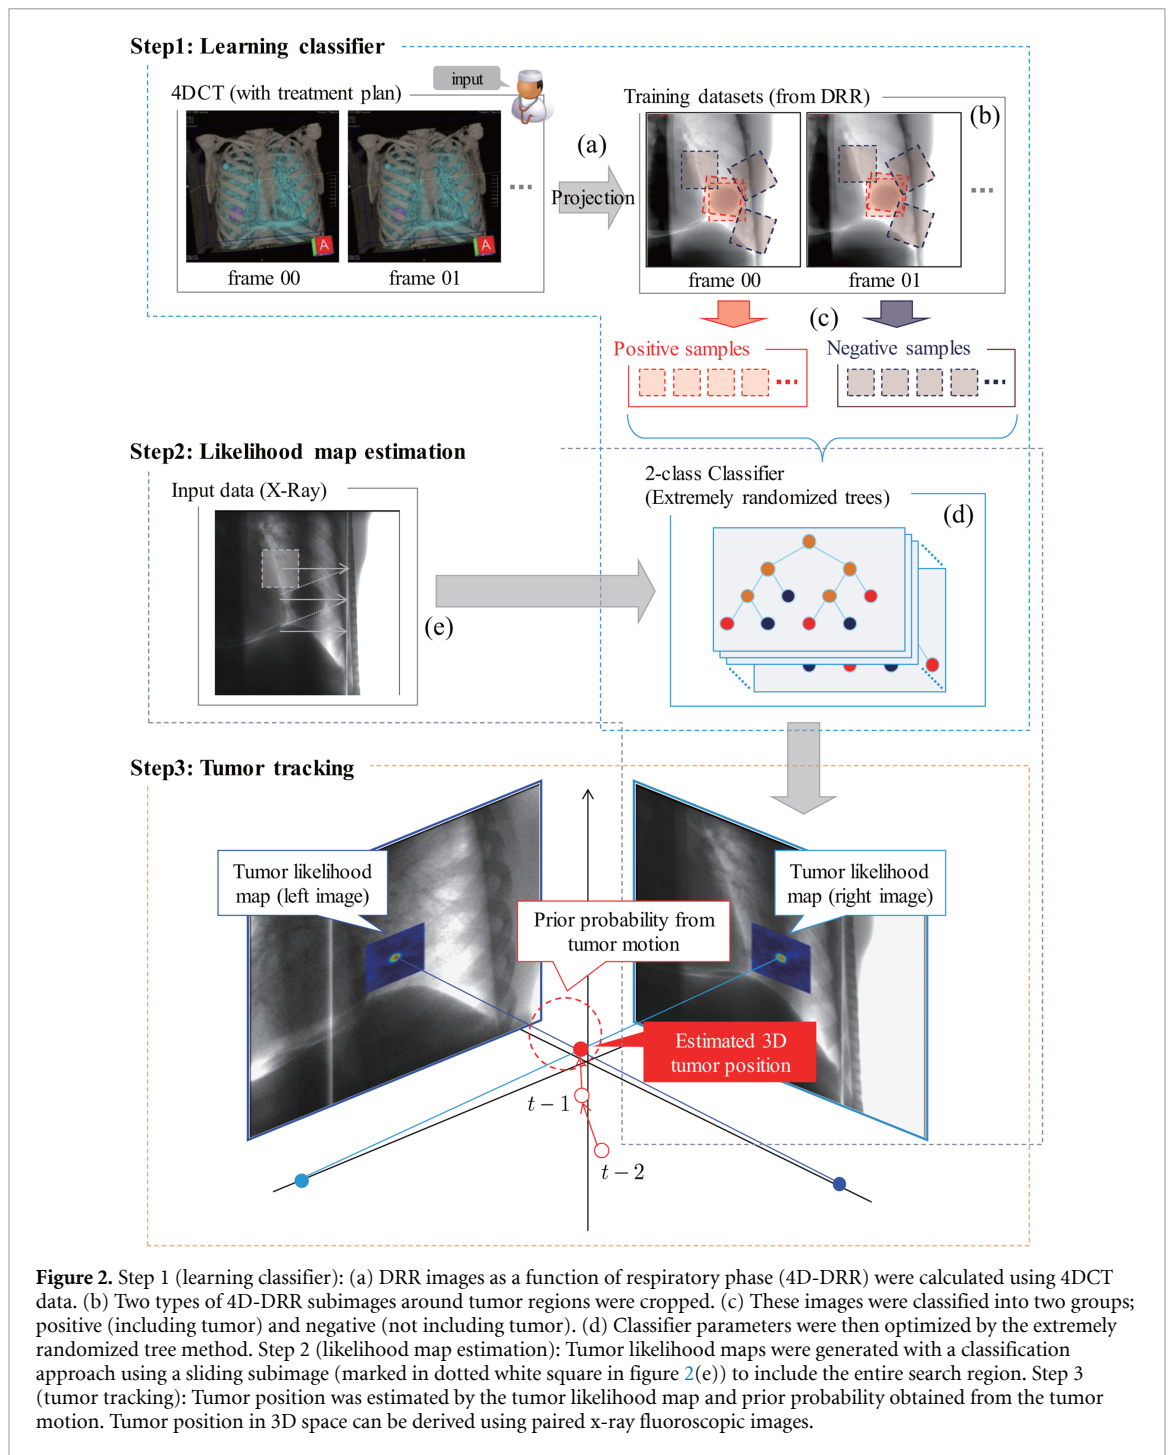 Step1: Learning classifier
input
4DCT (with treatment plan)
Training datasets (from DRR)
(a)
(b)
Projection
A
A
frame 00
frame 01
frame 00
frame 01
(c)
Positive samples
Negative samples
Step2: Likelihood map estimation
Input data (X-Ray)
2-class Classifier
(Extremely randomized trees)
(d)
(e)
Step3: Tumor tracking
Tumor likelihood
map (left image)
Tumor likelihood
map (right image)
Prior probability from
tumor motion
Estimated 3D
tumor position
t − 1
t − 2
Figure 2. Step 1 (learning classifier): (a) DRR images as a function of respiratory phase (4D-DRR) were calculated using 4DCT
data. (b) Two types of 4D-DRR subimages around tumor regions were cropped. (c) These images were classified into two groups;
positive (including tumor) and negative (not including tumor). (d) Classifier parameters were then optimized by the extremely
randomized tree method. Step 2 (likelihood map estimation): Tumor likelihood maps were generated with a classification
approach using a sliding subimage (marked in dotted white square in figure 2(e)) to include the entire search region. Step 3
(tumor tracking): Tumor position was estimated by the tumor likelihood map and prior probability obtained from the tumor
motion. Tumor position in 3D space can be derived using paired x-ray fluoroscopic images.